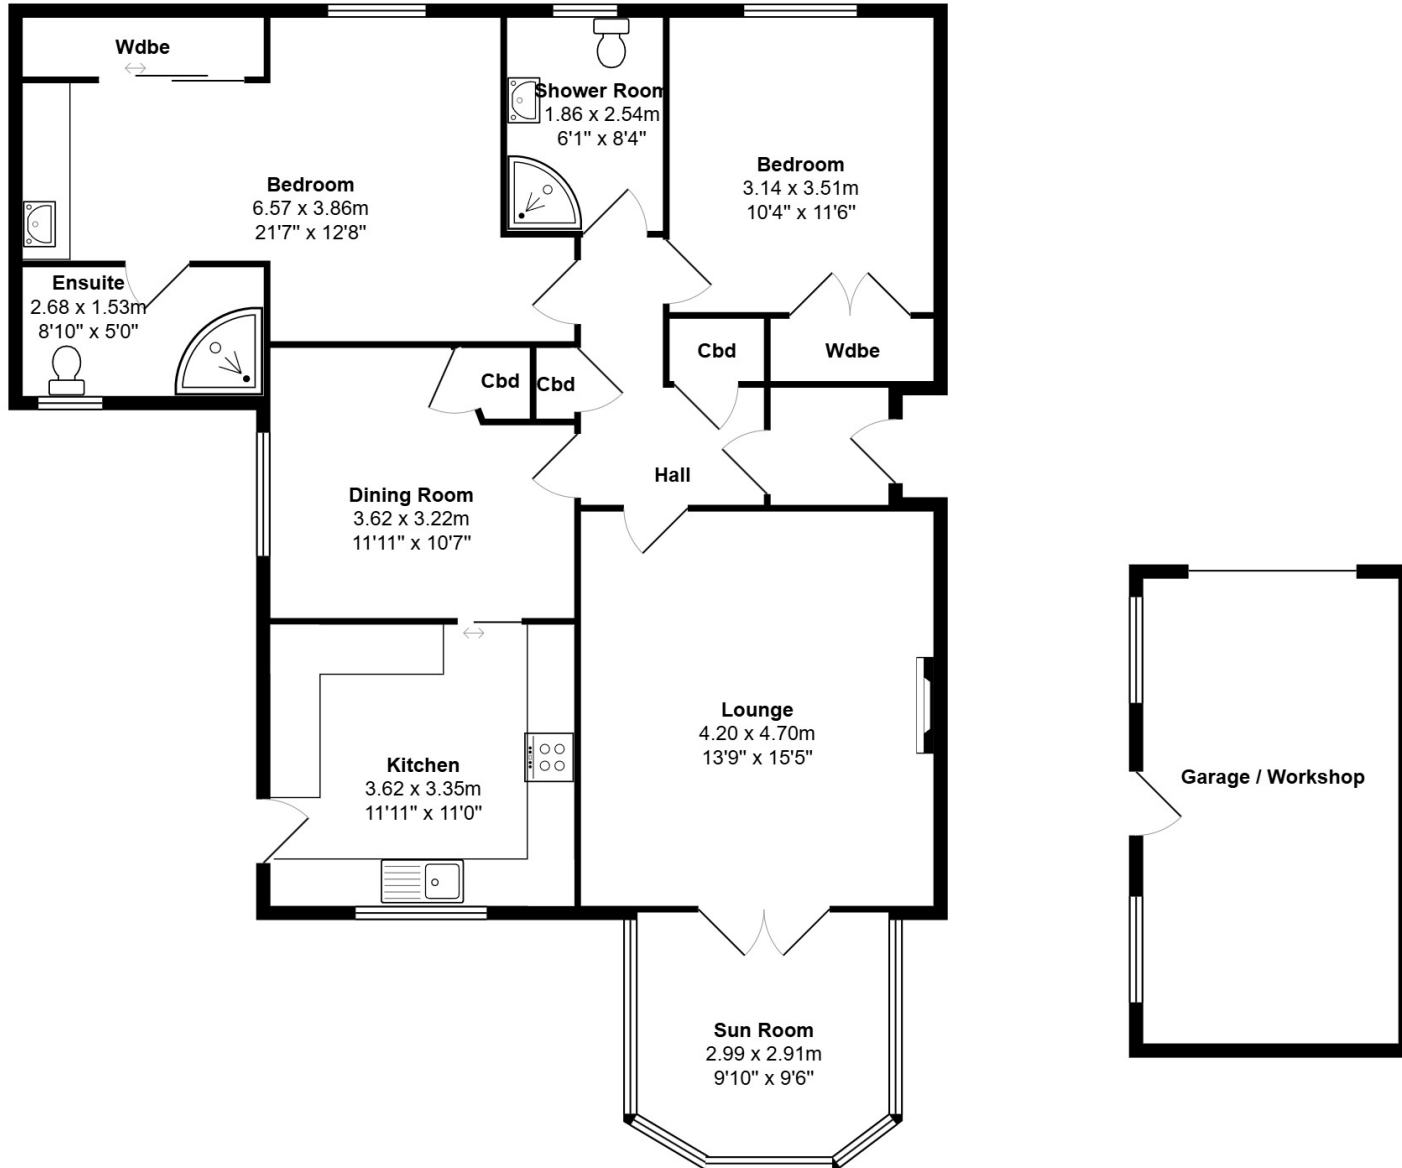 Wdbe
Bedroom
6.57 x 3.86m
21'7" x 12'8"
Shower Room
1.86 x 2.54m
6'1" x 8'4"
Bedroom
3.14 x 3.51m
10'4" x 11'6"
Ensuite
2.68 x 1.53m
8'10" x 5'0"
Cbd
Cbd
Cbd
Wdbe
Hall
Dining Room
3.62 x 3.22m
11'11" x 10'7"
Lounge
4.20 x 4.70m
13'9" x 15'5"
Kitchen
3.62 x 3.35m
11'11" x 11'0"
Garage / Workshop
Sun Room
2.99 x 2.91m
9'10" x 9'6"